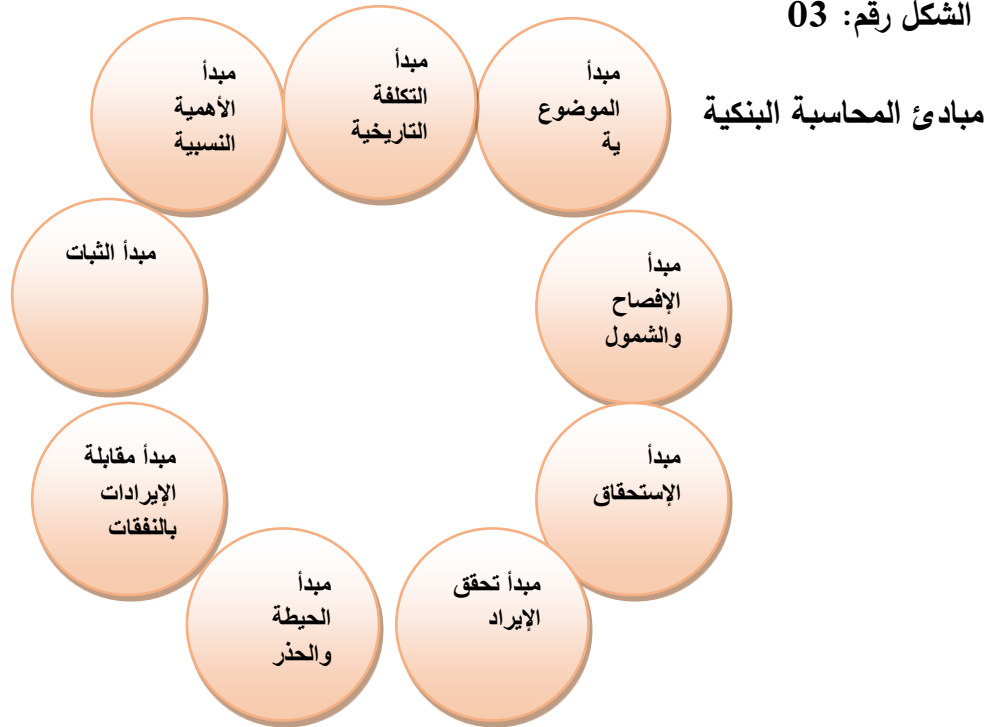 الشكل رقم: 03
مبادئ المحاسبة البنكية
مبدأ
الموضوع
ية
مبدأ
التكلفة
التاريخية
مبدأ
الأهمية
النسبية
مبدأ الثبات
مبدأ
الإفصاح
والشمول
مبدأ مقابلة
الإيرادات
بالنفقات
مبدأ
الإستحقاق
مبدأ
الحيطة
والحذر
مبدأ تحقق
الإيراد